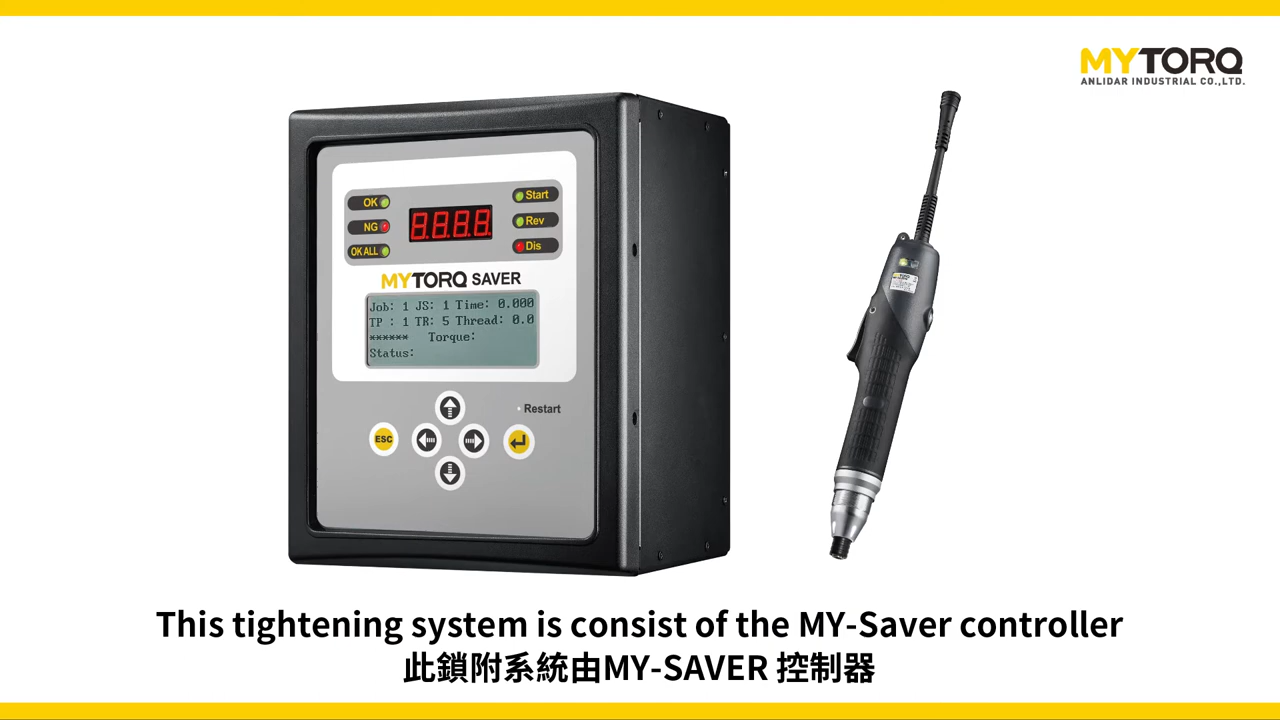 MYTORQ
ANLIDAR INDUSTRIAL CO.,LTD.
OK
NG
OK ALL
8.8.8.8.
Start
Rev
Dis
MYTORQ SAVER
Job: 1 JS: 1 Time: 0.000
TP : 1 TR: 5 Thread: 0.0
****** Torque:
Status:
Restart
ESC
This tightening system is consist of the MY-Saver controller
此鎖附系統由MY-SAVER 控制器